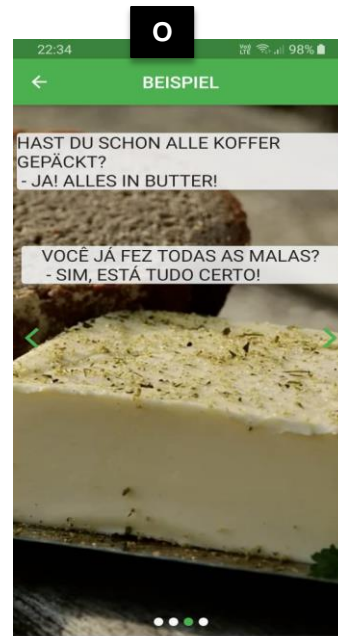 O
22:34
98%
BEISPIEL
HAST DU SCHON ALLE KOFFER
GEPÄCKT?
- JA! ALLES IN BUTTER!
VOCÊ JÁ FEZ TODAS AS MALAS?
- SIM, ESTÁ TUDO CERTO!